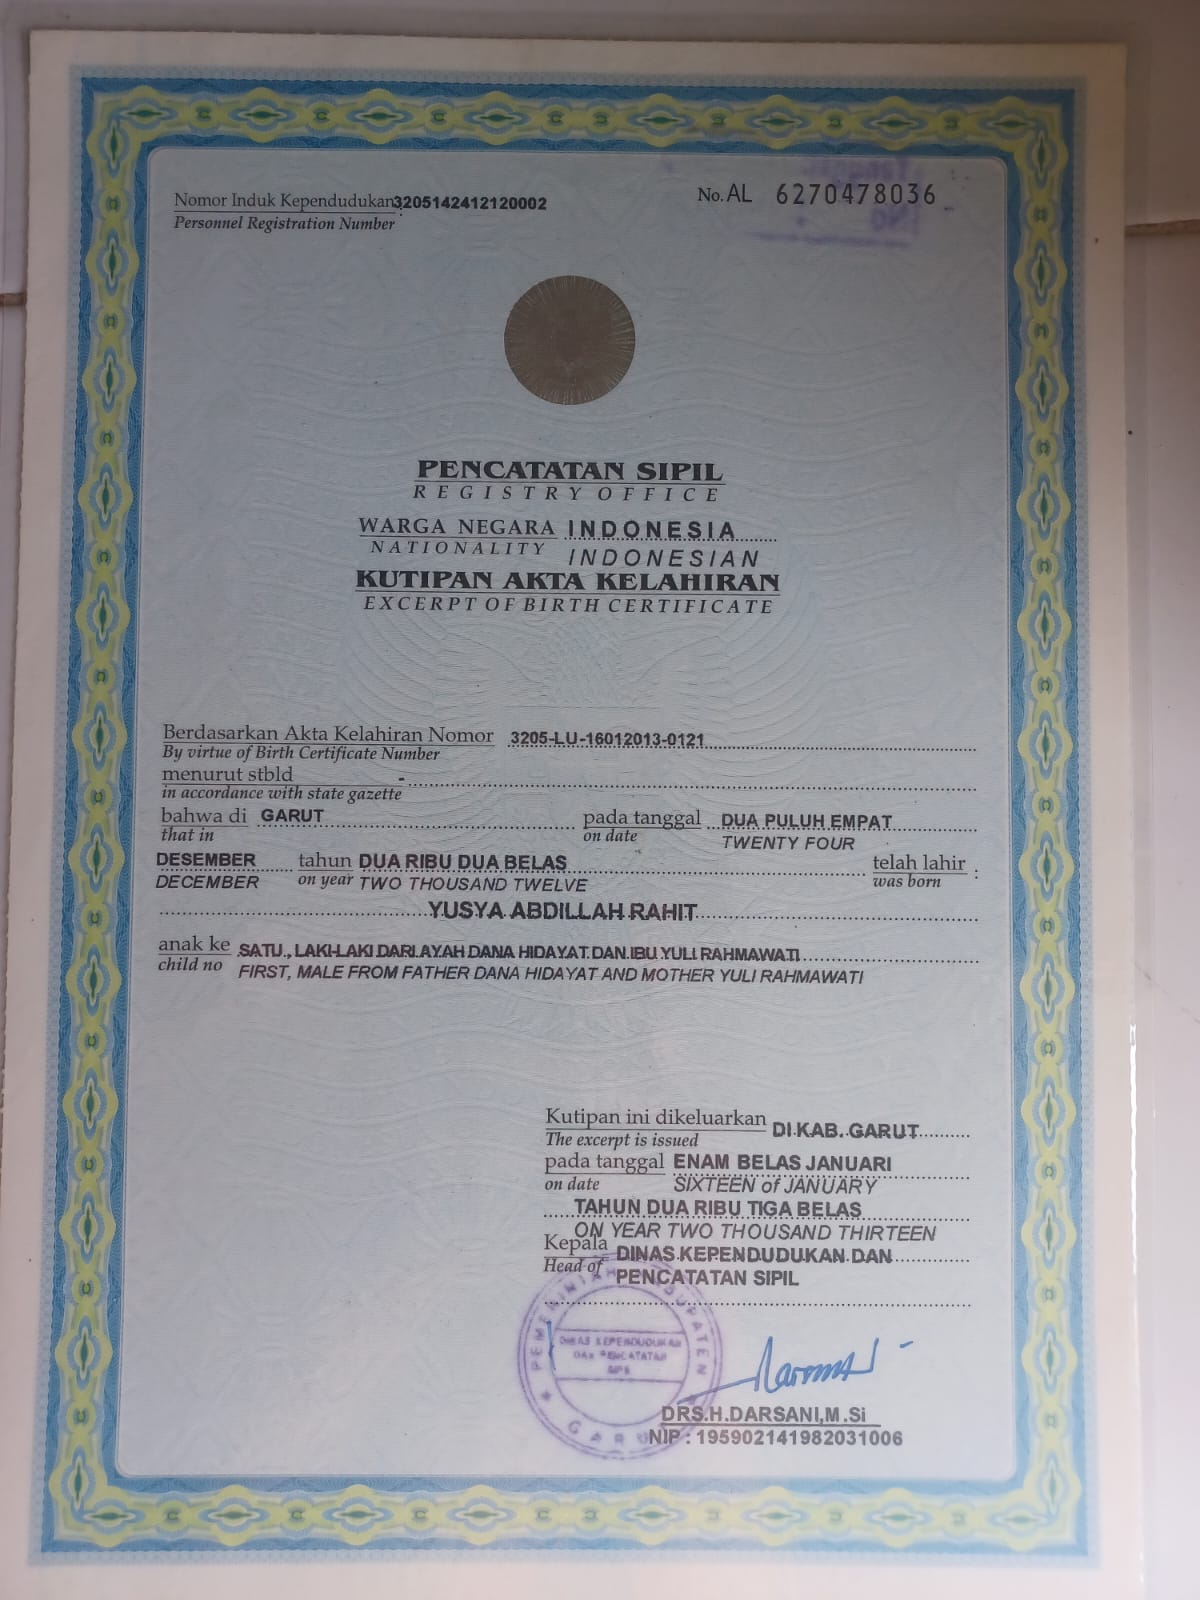 Nomor Induk Kependudukan 3205142412120002
Personnel Registration Number
No. AL 6270478036
PENCATATAN SIPIL
REGISTRY OFFICE
WARGA NEGARA INDONESIA
NATIONALITY INDONESIAN
KUTIPAN AKTA KELAHIRAN
EXCERPT OF BIRTH CERTIFICATE
Berdasarkan Akta Kelahiran Nomor 3205-LU-16012013-0121
By virtue of Birth Certificate Number
menurut stbld -
in accordance with state gazette
bahwa di GARUT pada tanggal DUA PULUH EMPAT
that in on date TWENTY FOUR
DESEMBER tahun DUA RIBU DUA BELAS telah lahir :
DECEMBER on year TWO THOUSAND TWELVE was born
YUSYA ABDILLAH RAHIT
anak ke SATU., LAKI-LAKI DARI AYAH DANA HIDAYAT DAN IBU YULI RAHMAWATI
child no FIRST, MALE FROM FATHER DANA HIDAYAT AND MOTHER YULI RAHMAWATI
Kutipan ini dikeluarkan DI KAB. GARUT
The excerpt is issued
pada tanggal ENAM BELAS JANUARI
on date SIXTEEN of JANUARY
TAHUN DUA RIBU TIGA BELAS
ON YEAR TWO THOUSAND THIRTEEN
Kepala DINAS KEPENDUDUKAN DAN
Head of PENCATATAN SIPIL
PEMERINTAH KABUPATEN
DINAS KEPENDUDUKAN
DAN PENCATATAN
SIPIL
GARUT
DRS.H.DARSANI,M.Si
NIP : 195902141982031006